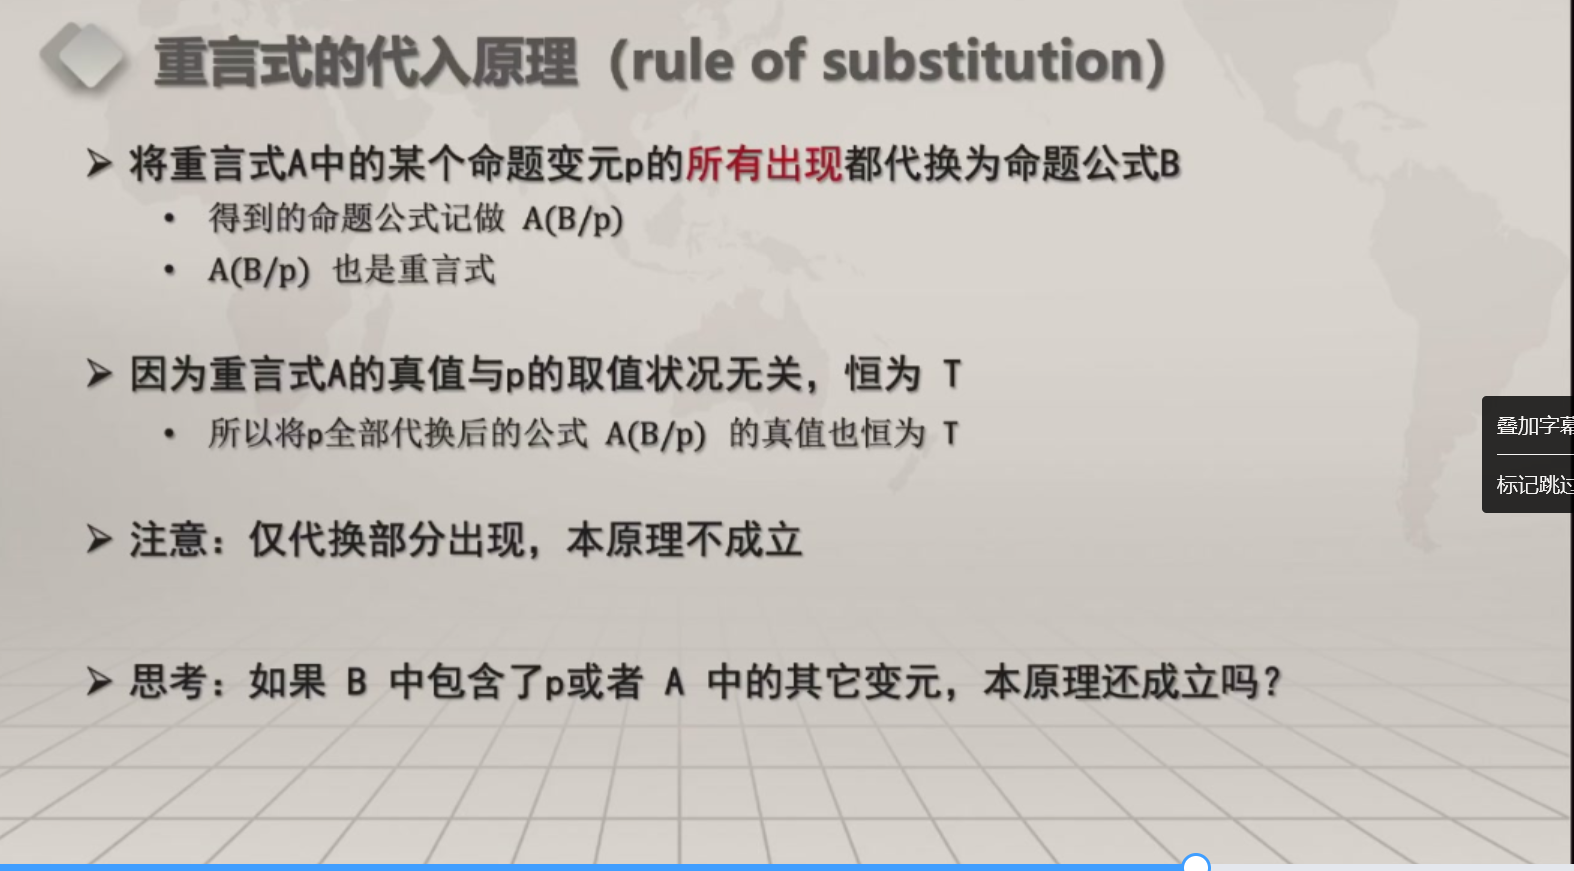 重言式的代入原理（rule of substitution）
将重言式A中的某个命题变元p的所有出现都代换为命题公式B
得到的命题公式记做 A(B/p)
A(B/p) 也是重言式
因为重言式A的真值与p的取值状况无关，恒为 T
所以将p全部代换后的公式 A(B/p) 的真值也恒为 T
叠加字幕
标记跳过
注意：仅代换部分出现，本原理不成立
思考：如果 B 中包含了p或者 A 中的其它变元，本原理还成立吗？